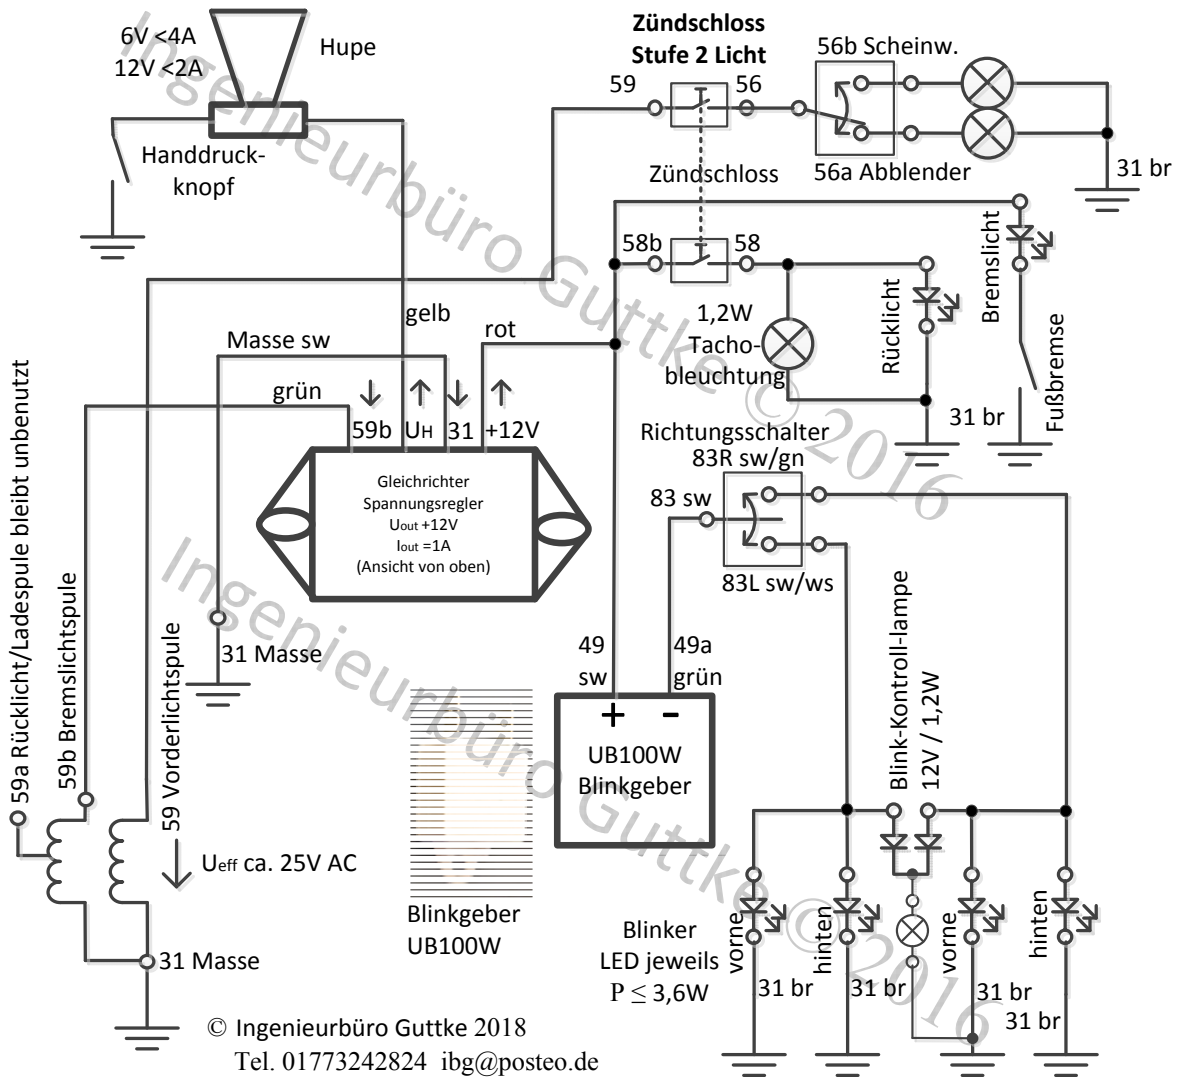 6V <4A
12V <2A
Hupe
Handdruck-
knopf
Zündschloss
Stufe 2 Licht
59
56
56b Scheinw.
56a Abblender
31 br
Zündschloss
58b
58
1,2W
Tacho-
bleuchtung
Rücklicht
Bremslicht
Fußbremse
31 br
gelb
rot
Masse sw
grün
59b
UH
31
+12V
Gleichrichter
Spannungsregler
Uout +12V
Iout =1A
(Ansicht von oben)
31 Masse
Richtungsschalter
83R sw/gn
83 sw
83L sw/ws
49
sw
49a
grün
+
-
UB100W
Blinkgeber
Blink-Kontroll-lampe
12V / 1,2W
59a Rücklicht/Ladespule bleibt unbenutzt
59b Bremslichtspule
59 Vorderlichtspule
Ueff ca. 25V AC
31 Masse
Blinkgeber
UB100W
Blinker
LED jeweils
P ≤ 3,6W
vorne
hinten
vorne
hinten
31 br
31 br
31 br
31 br
© Ingenieurbüro Guttke 2018
Tel. 01773242824 ibg@posteo.de
Ingenieurbüro Guttke © 2016
Ingenieurbüro Guttke © 2016